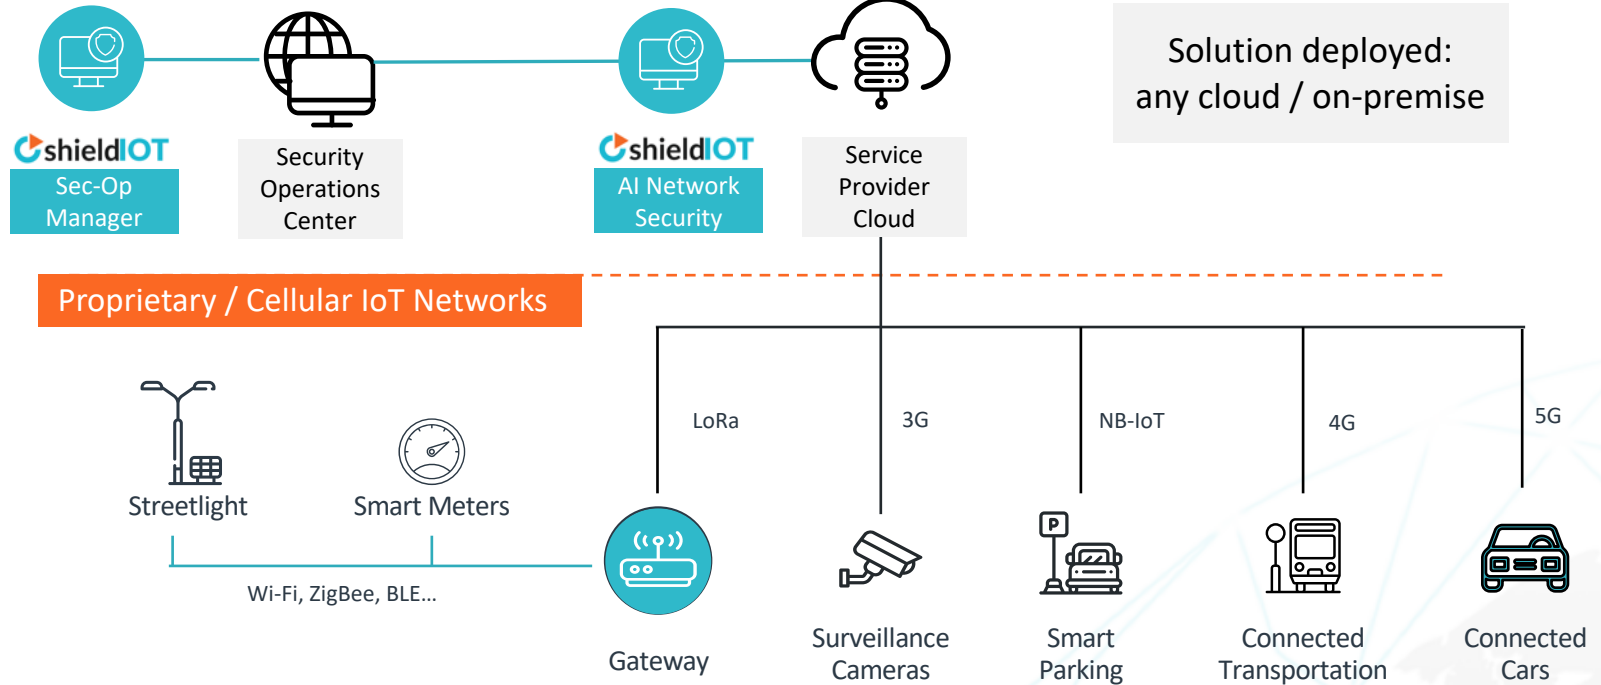 Solution deployed:
any cloud / on-premise
shieldIOT
Sec-Op
Manager
Security
Operations
Center
shieldIOT
AI Network
Security
Service
Provider
Cloud
Proprietary / Cellular IoT Networks
LoRa
3G
NB-IoT
4G
5G
Streetlight
Smart Meters
P
Wi-Fi, ZigBee, BLE...
Gateway
Surveillance
Cameras
Smart
Parking
Connected
Transportation
Connected
Cars